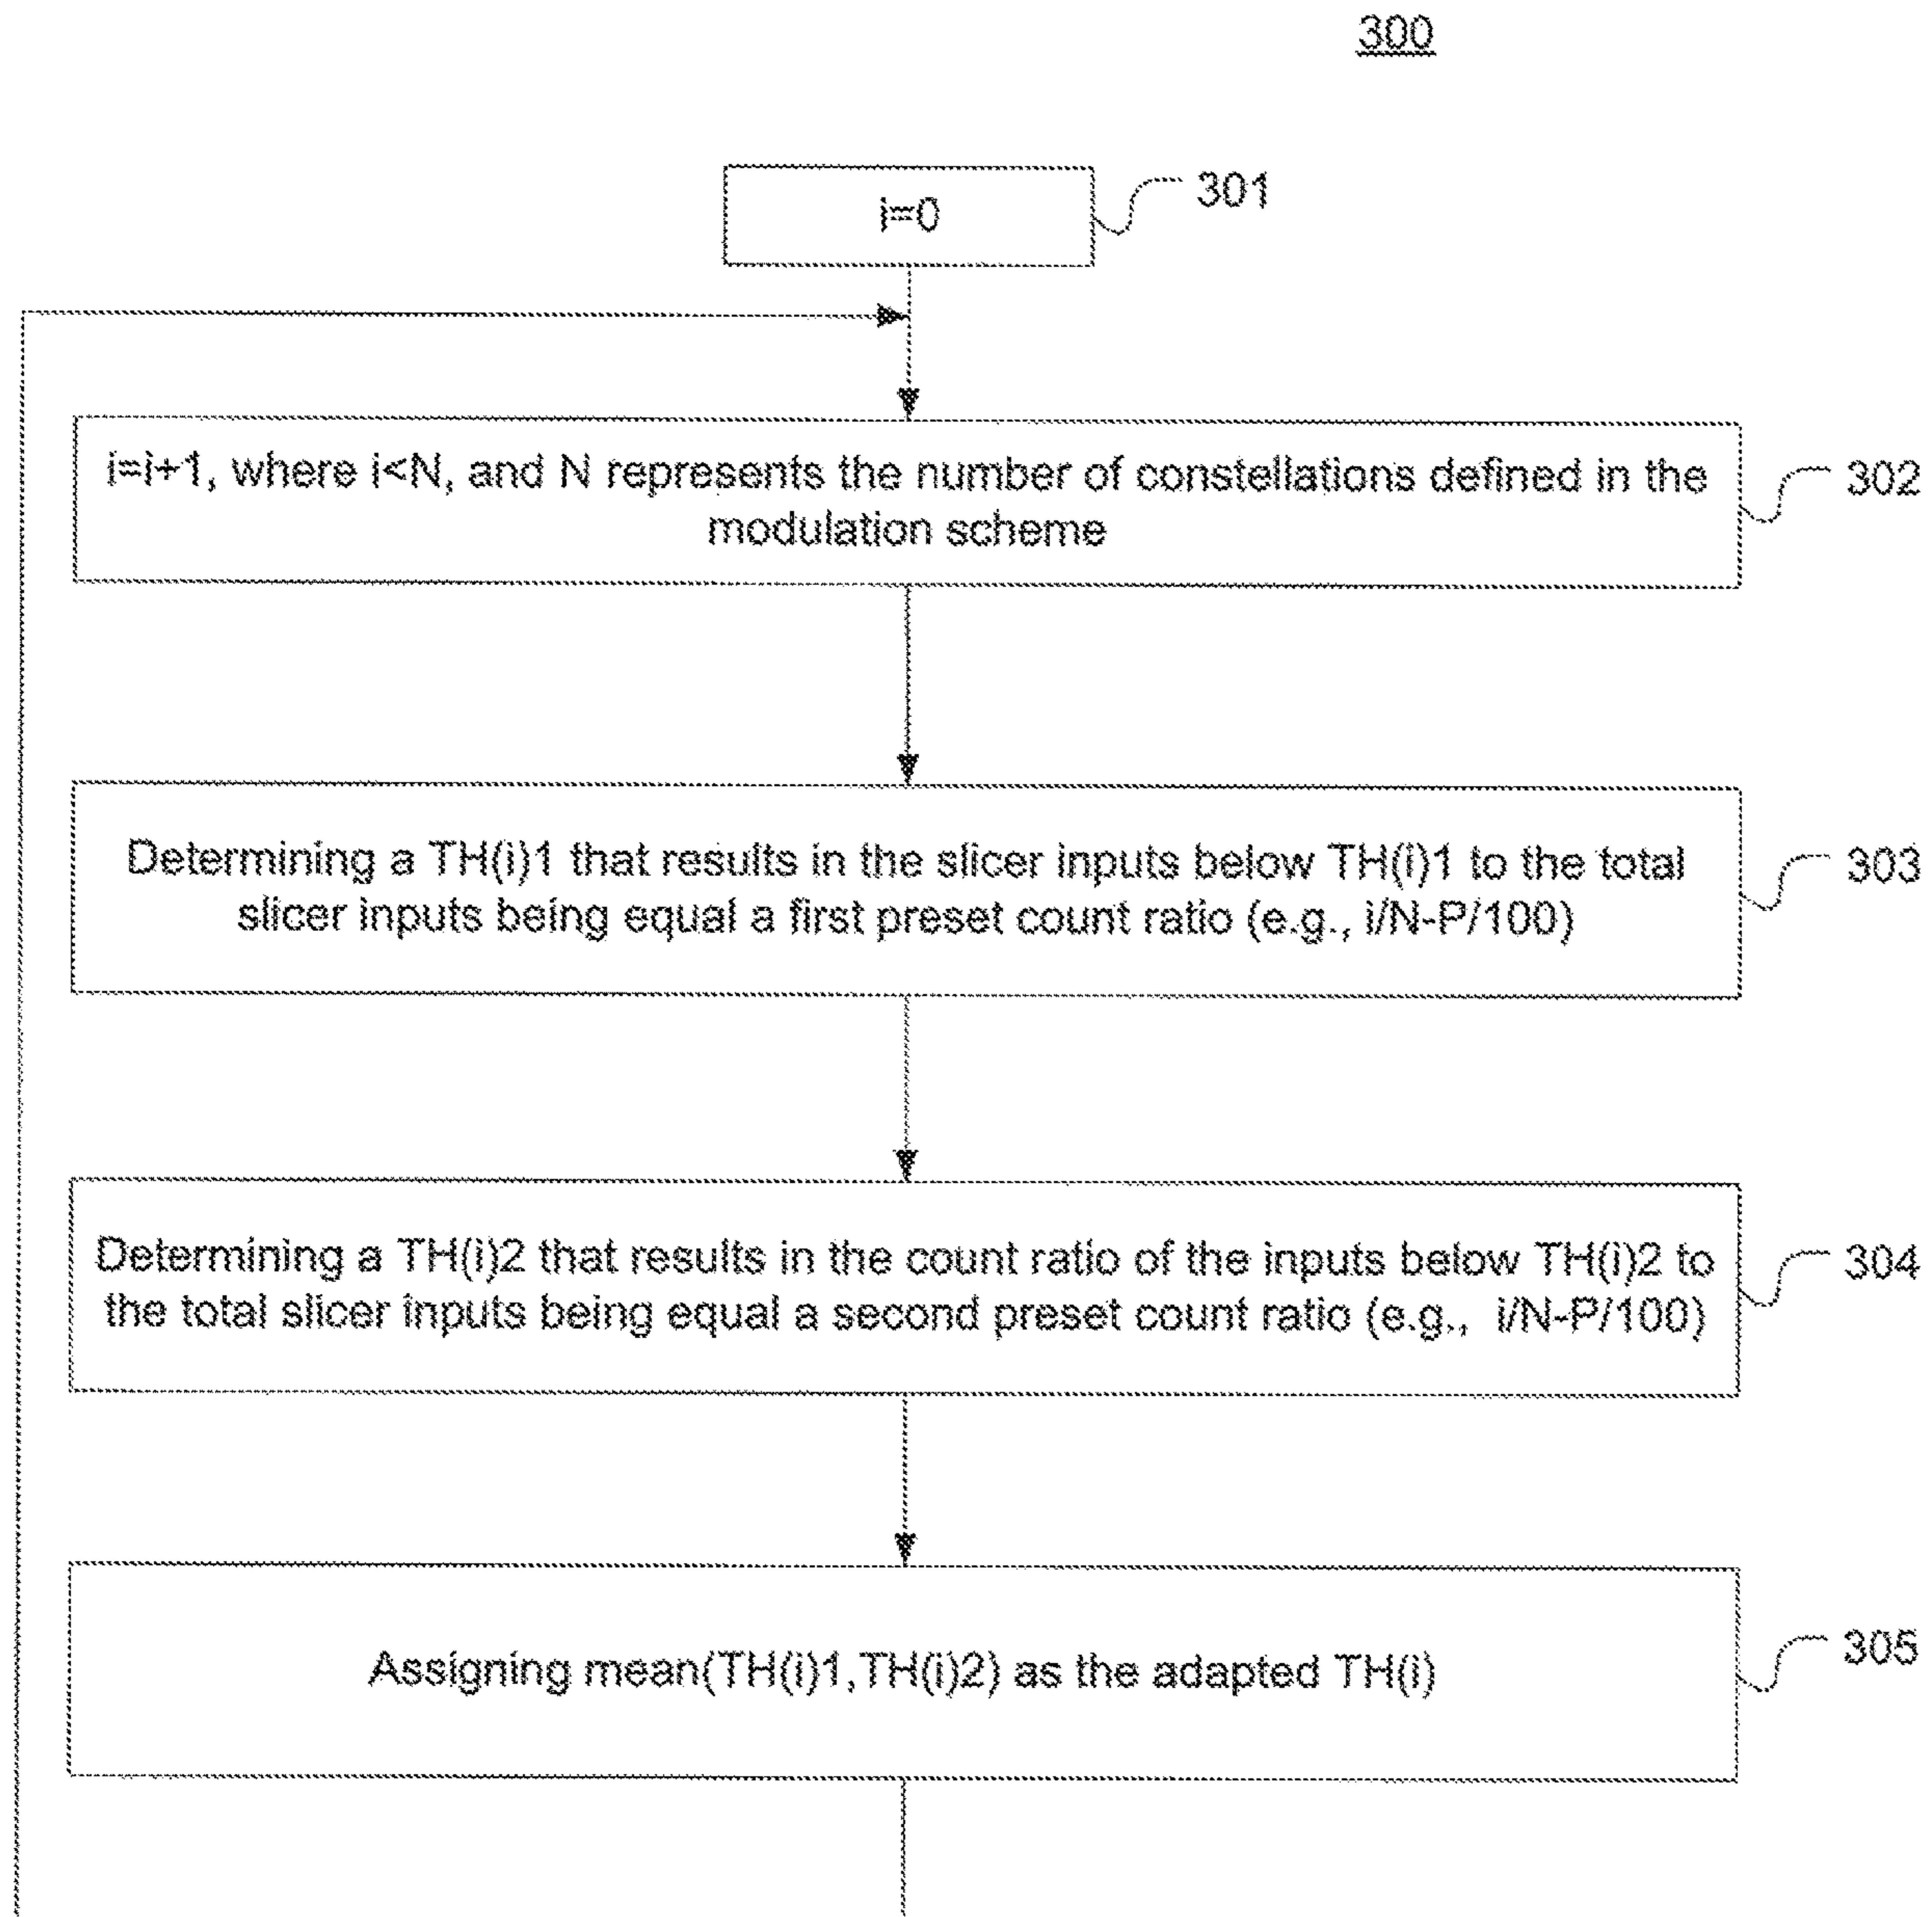 300
i=0
301
i=i+1, where i<N, and N represents the number of constellations defined in the
modulation scheme
302
Determining a TH(i)1 that results in the slicer inputs below TH(i)1 to the total
slicer inputs being equal a first preset count ratio (e.g., i/N-P/100)
303
Determining a TH(i)2 that results in the count ratio of the inputs below TH(i)2 to
the total slicer inputs being equal a second preset count ratio (e.g., i/N-P/100)
304
Assigning mean(TH(i)1,TH(i)2) as the adapted TH(i)
305